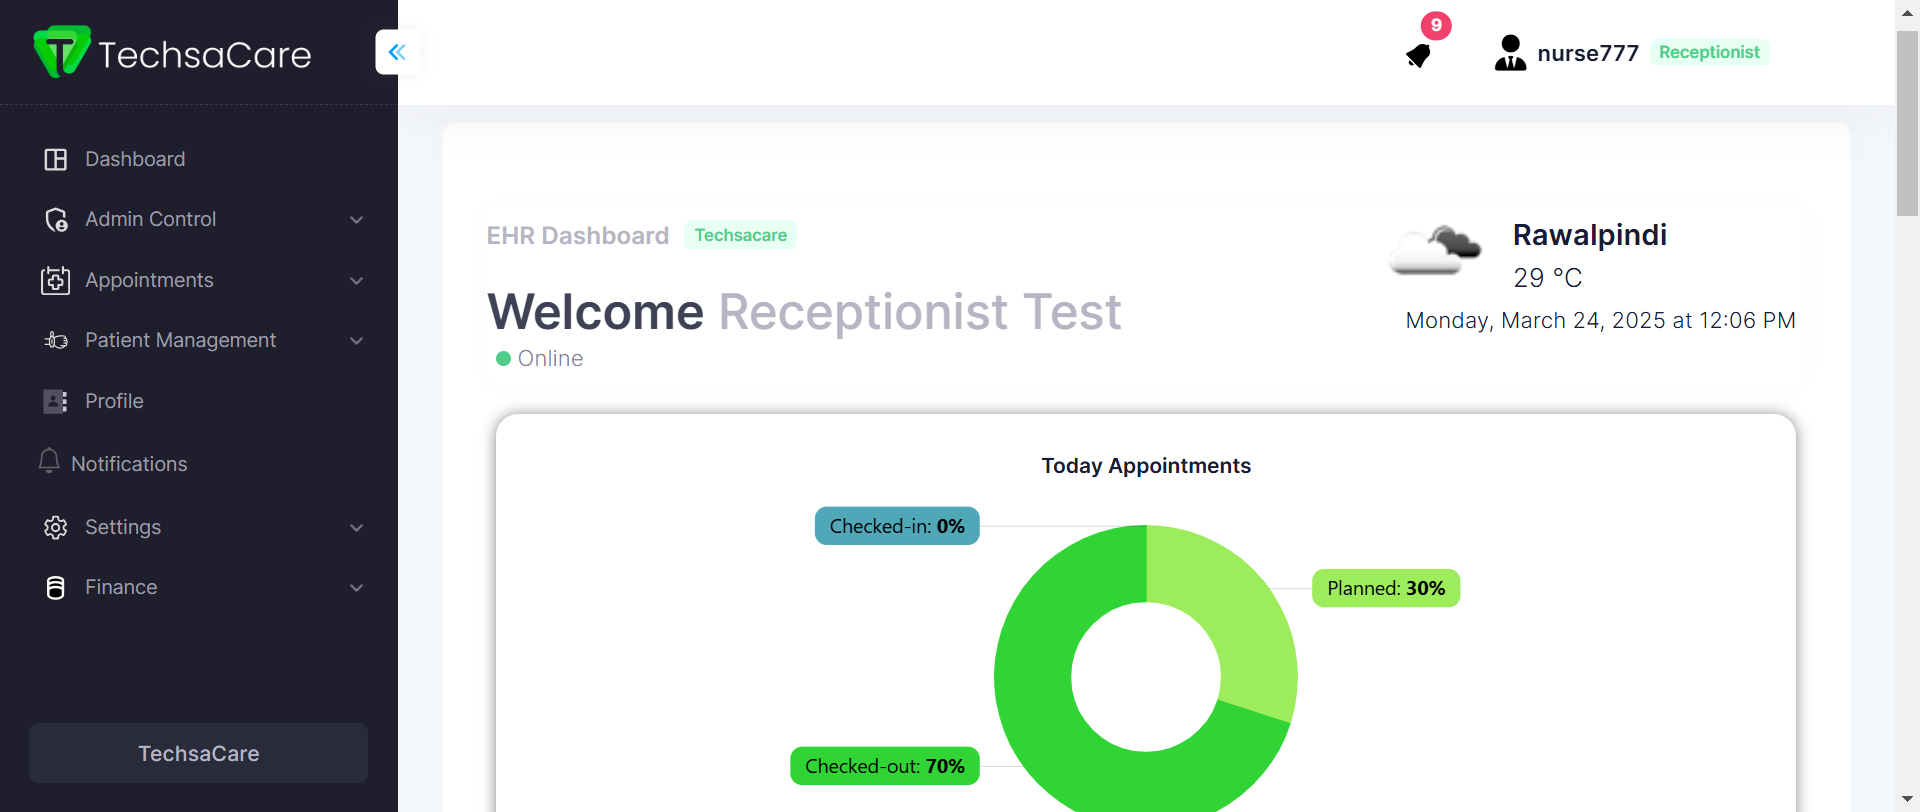 TechsaCare
9
nurse777 Receptionist
Dashboard
Admin Control
Appointments
Patient Management
Profile
Notifications
Settings
Finance
TechsaCare
EHR Dashboard Techsacare
Welcome Receptionist Test
Online
Rawalpindi
29 °C
Monday, March 24, 2025 at 12:06 PM
Today Appointments
Checked-in: 0%
Planned: 30%
Checked-out: 70%